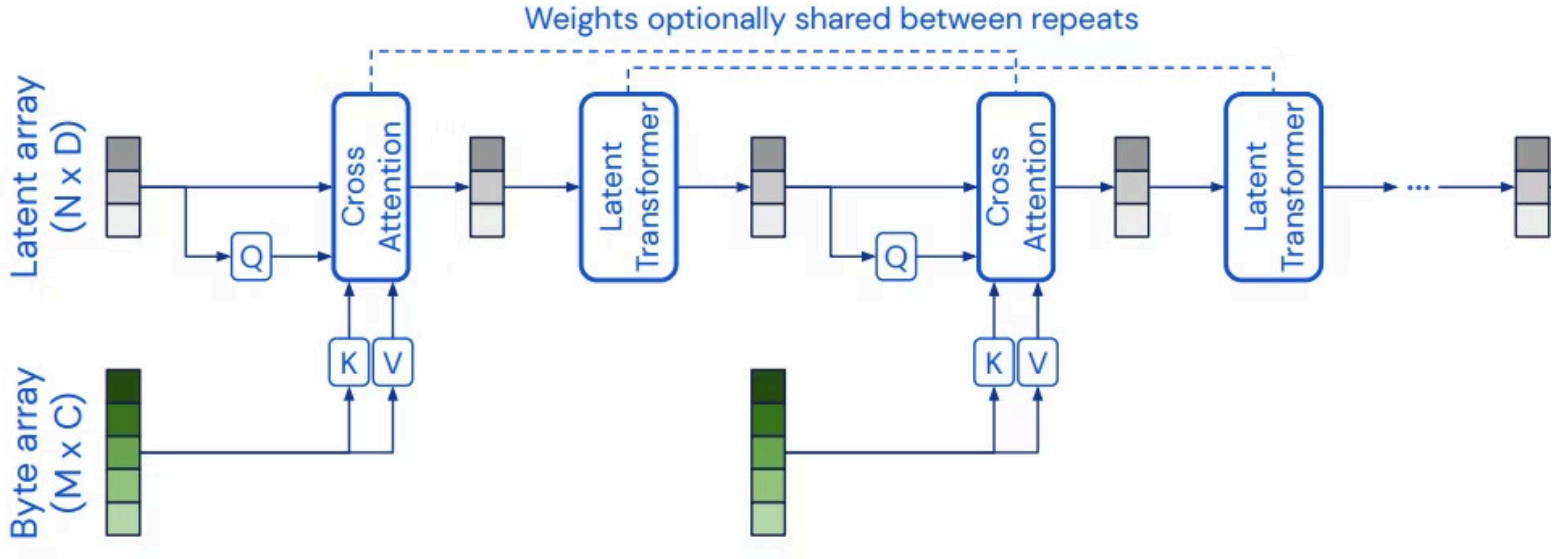 Weights optionally shared between repeats
Latent array
(N x D)
Q
Cross
Attention
Latent
Transformer
Q
Cross
Attention
Latent
Transformer
...
Byte array
(M x C)
K
V
K
V